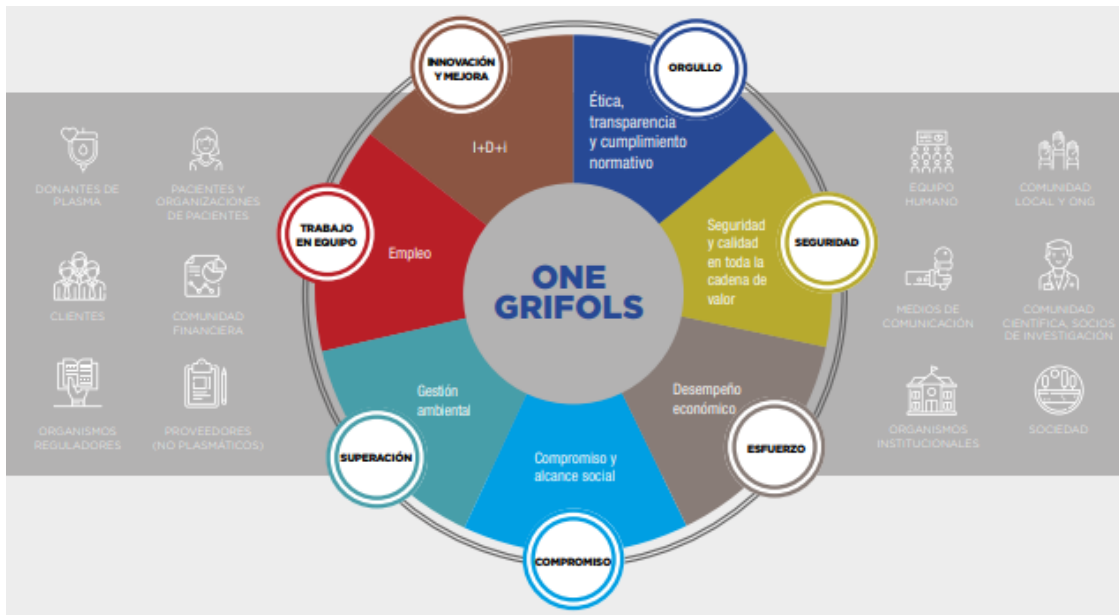 INNOVACIÓN
Y MEJORA
ORGULLO
Ética,
transparencia
y cumplimiento
normativo
I+D+i
DONANTES DE
PLASMA
PACIENTES Y
ORGANIZACIONES
DE PACIENTES
EQUIPO
HUMANO
COMUNIDAD
LOCAL Y ONG
TRABAJO
EN EQUIPO
Empleo
Seguridad
y calidad
en toda la
cadena de
valor
SEGURIDAD
ONE
GRIFOLS
CLIENTES
COMUNIDAD
FINANCIERA
MEDIOS DE
COMUNICACIÓN
COMUNIDAD
CIENTÍFICA, SOCIOS
DE INVESTIGACIÓN
Gestión
ambiental
Desempeño
económico
ORGANISMOS
REGULADORES
PROVEEDORES
(NO PLASMÁTICOS)
SUPERACIÓN
Compromiso y
alcance social
ESFUERZO
ORGANISMOS
INSTITUCIONALES
SOCIEDAD
COMPROMISO